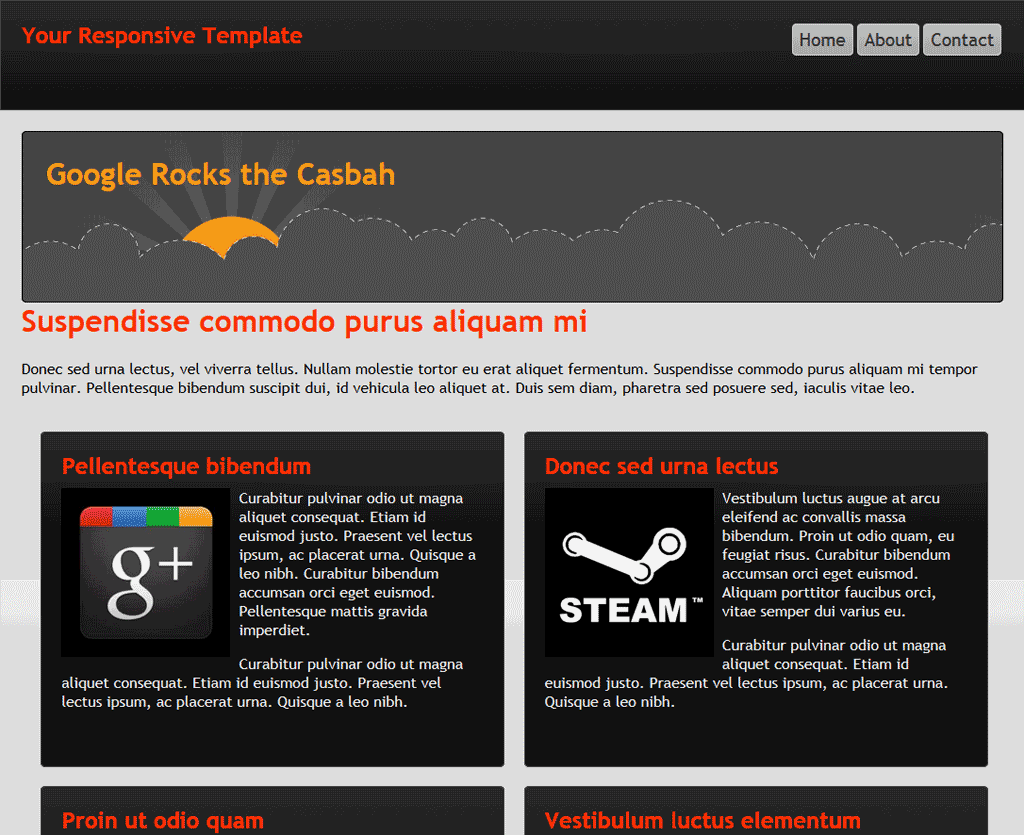 Your Responsive Template
Home About Contact
Google Rocks the Casbah
Suspendisse commodo purus aliquam mi
Donec sed urna lectus, vel viverra tellus. Nullam molestie tortor eu erat aliquet fermentum. Suspendisse commodo purus aliquam mi tempor
pulvinar. Pellentesque bibendum suscipit dui, id vehicula leo aliquet at. Duis sem diam, pharetra sed posuere sed, iaculis vitae leo.
Pellentesque bibendum
g+
Curabitur pulvinar odio ut magna
aliquet consequat. Etiam id
euismod justo. Praesent vel lectus
ipsum, ac placerat urna. Quisque a
leo nibh. Curabitur bibendum
accumsan orci eget euismod.
Pellentesque mattis gravida
imperdiet.
Curabitur pulvinar odio ut magna
aliquet consequat. Etiam id euismod justo. Praesent vel
lectus ipsum, ac placerat urna. Quisque a leo nibh.
Donec sed urna lectus
STEAM™
Vestibulum luctus augue at arcu
eleifend ac convallis massa
bibendum. Proin ut odio quam, eu
feugiat risus. Curabitur bibendum
accumsan orci eget euismod.
Aliquam porttitor faucibus orci,
vitae semper dui varius eu.
Curabitur pulvinar odio ut magna
aliquet consequat. Etiam id
euismod justo. Praesent vel lectus ipsum, ac placerat urna.
Quisque a leo nibh.
Proin ut odio quam
Vestibulum luctus elementum